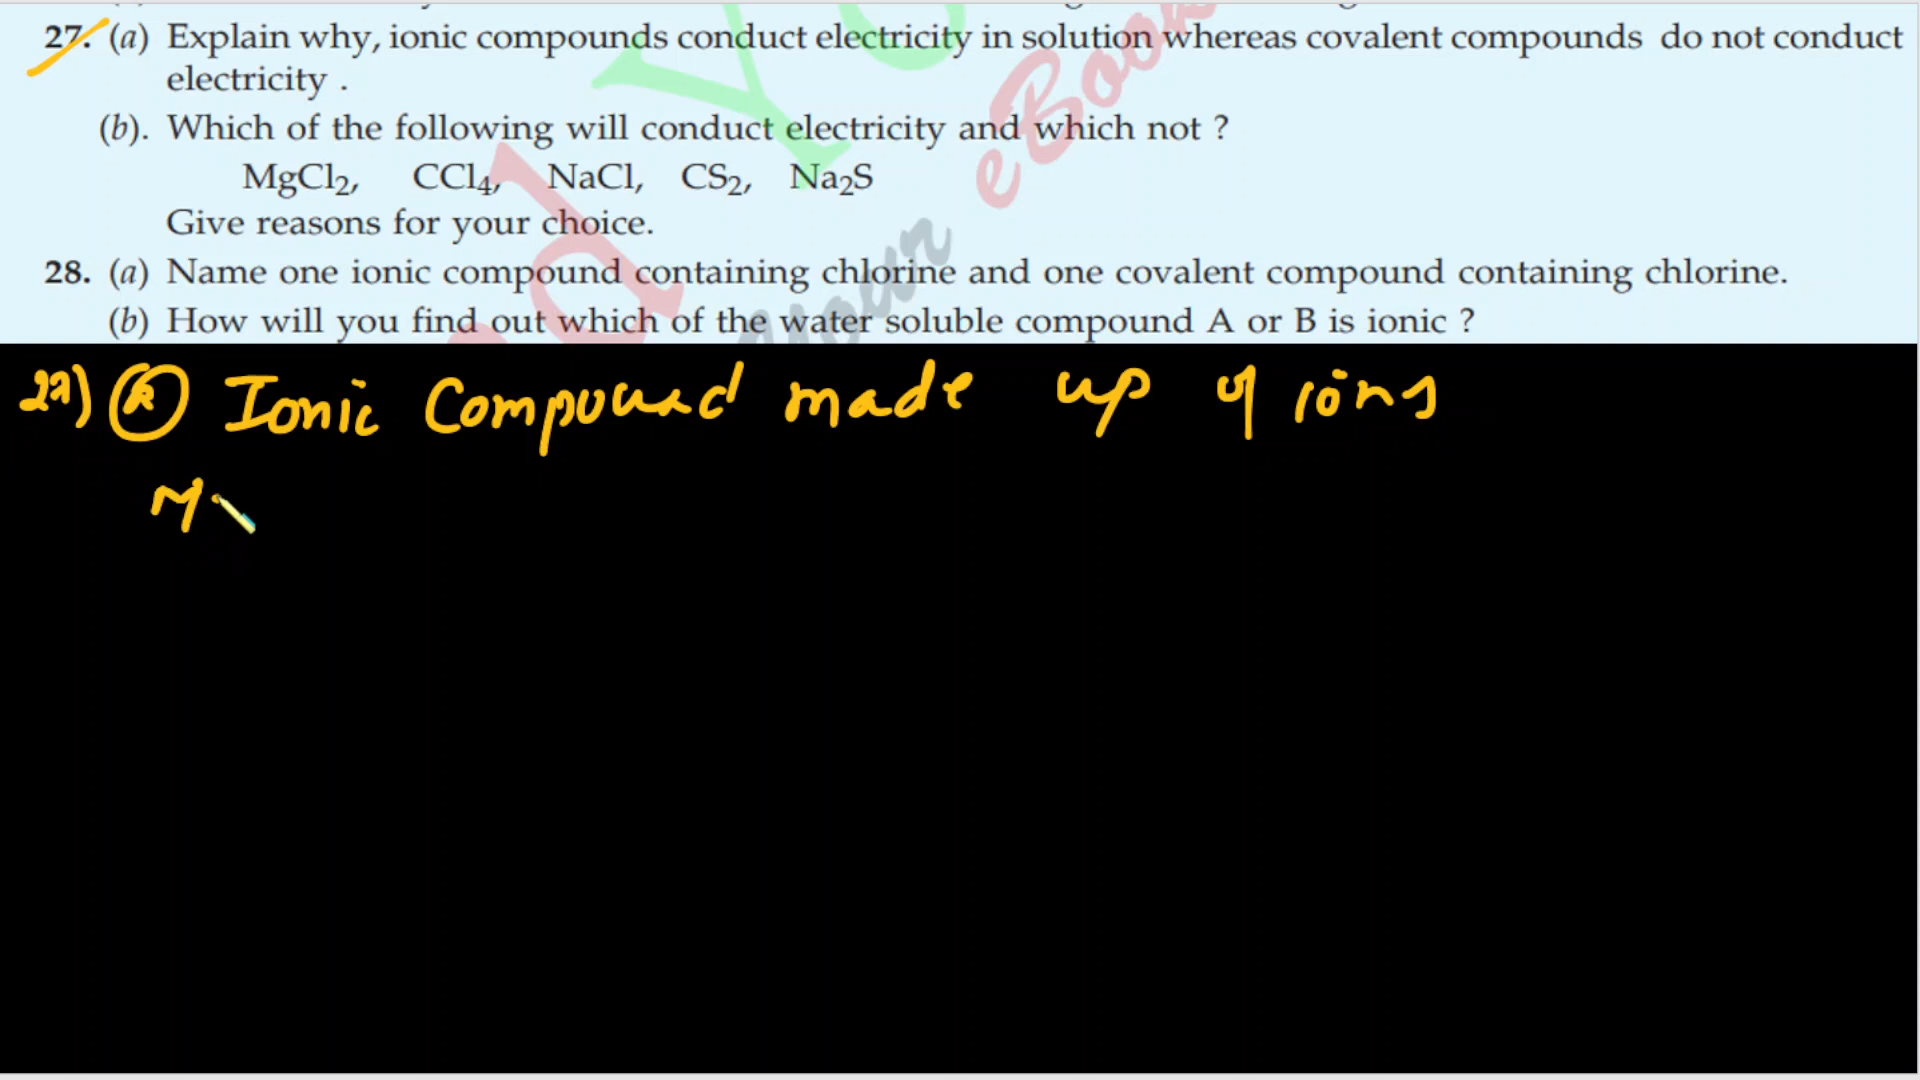 27. (a) Explain why, ionic compounds conduct electricity in solution whereas covalent compounds do not conduct
electricity .
(b). Which of the following will conduct electricity and which not ?
MgCl₂, CCl₄, NaCl, CS₂, Na₂S
Give reasons for your choice.
28. (a) Name one ionic compound containing chlorine and one covalent compound containing chlorine.
(b) How will you find out which of the water soluble compound A or B is ionic ?
27) Ionic Compound made up of ions